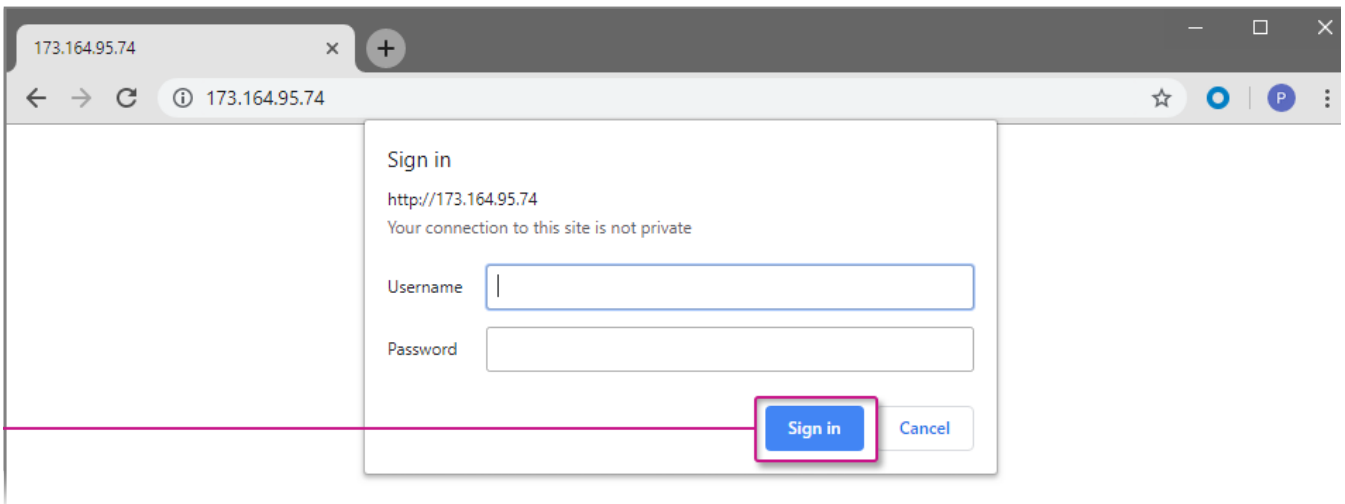 173.164.95.74
173.164.95.74
P
Sign in
http://173.164.95.74
Your connection to this site is not private
Username
Password
Sign in Cancel